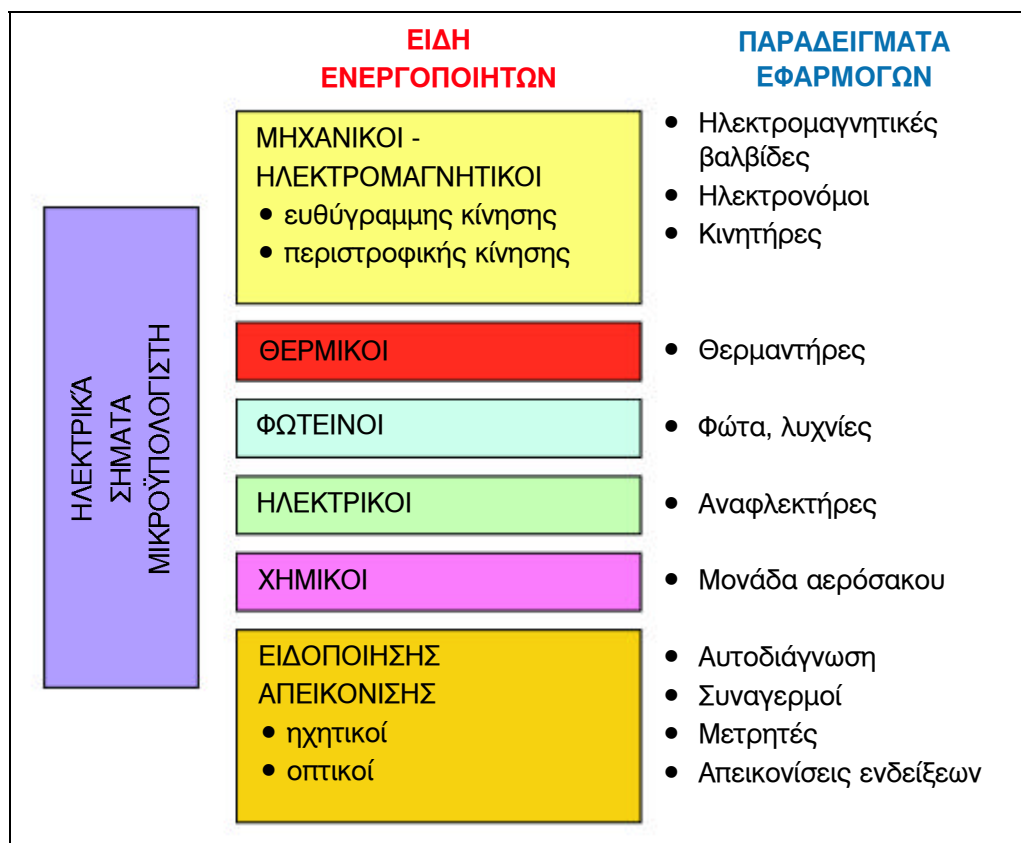 ΕΙΔΗ
ΕΝΕΡΓΟΠΟΙΗΤΩΝ
ΠΑΡΑΔΕΙΓΜΑΤΑ
ΕΦΑΡΜΟΓΩΝ
ΗΛΕΚΤΡΙΚΆ
ΣΗΜΑΤΑ
ΜΙΚΡΟΫΠΟΛΟΓΙΣΤΗ
ΜΗΧΑΝΙΚΟΙ -
ΗΛΕΚΤΡΟΜΑΓΝΗΤΙΚΟΙ
• ευθύγραμμης κίνησης
• περιστροφικής κίνησης
• Ηλεκτρομαγνητικές
βαλβίδες
• Ηλεκτρονόμοι
• Κινητήρες
ΘΕΡΜΙΚΟΙ
• Θερμαντήρες
ΦΩΤΕΙΝΟΙ
• Φώτα, λυχνίες
ΗΛΕΚΤΡΙΚΟΙ
• Αναφλεκτήρες
ΧΗΜΙΚΟΙ
• Μονάδα αερόσακου
ΕΙΔΟΠΟΙΗΣΗΣ
ΑΠΕΙΚΟΝΙΣΗΣ
• ηχητικοί
• οπτικοί
• Αυτοδιάγνωση
• Συναγερμοί
• Μετρητές
• Απεικονίσεις ενδείξεων